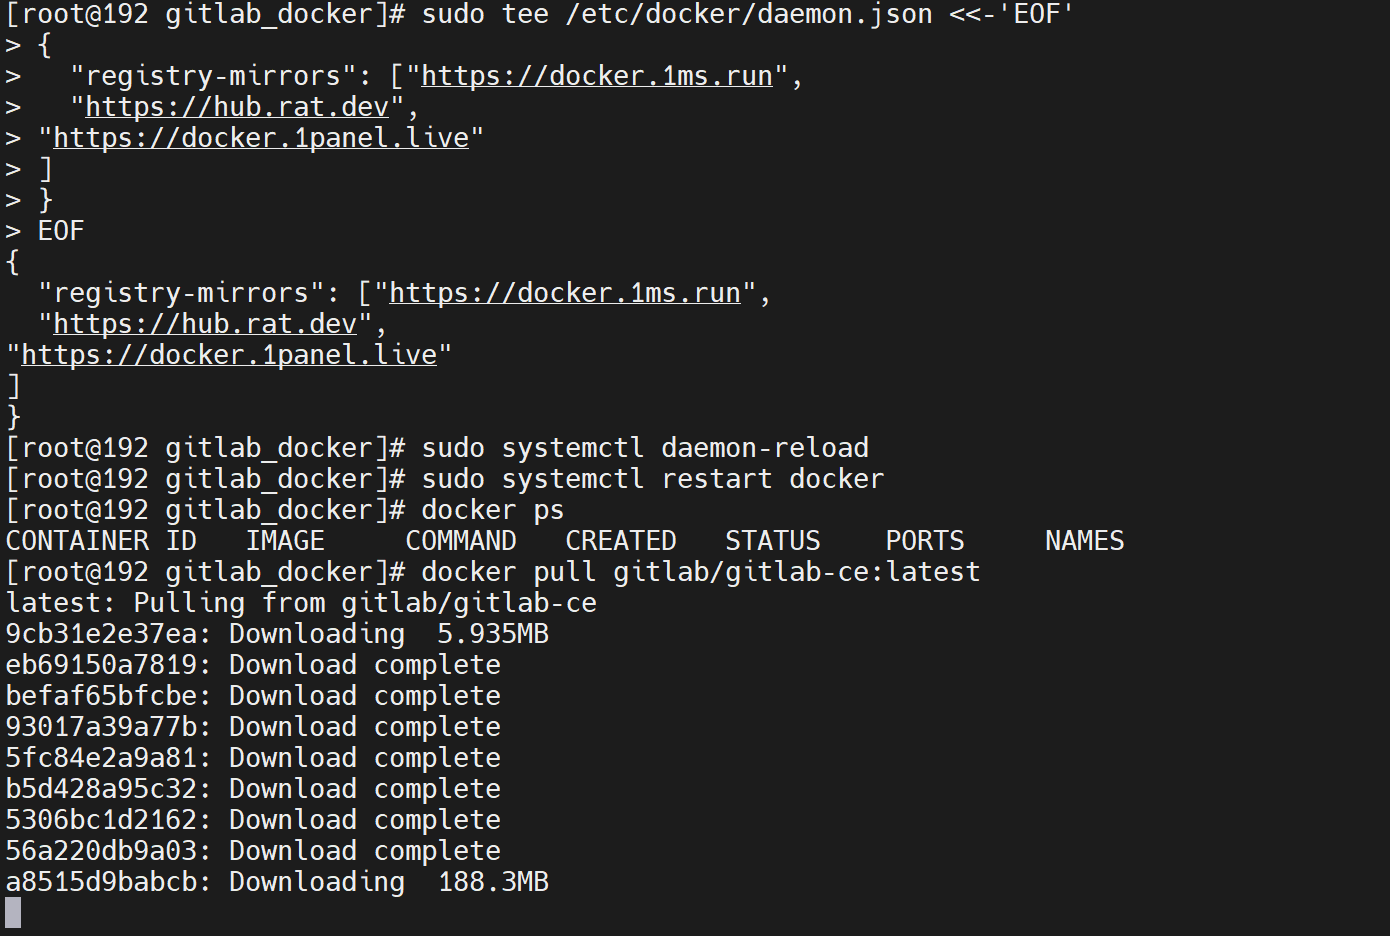 [root@192 gitlab_docker]# sudo tee /etc/docker/daemon.json <<-'EOF'
> {
>   "registry-mirrors": ["https://docker.1ms.run",
>   "https://hub.rat.dev",
> "https://docker.1panel.live"
> ]
> }
> EOF
{
  "registry-mirrors": ["https://docker.1ms.run",
  "https://hub.rat.dev",
"https://docker.1panel.live"
]
}
[root@192 gitlab_docker]# sudo systemctl daemon-reload
[root@192 gitlab_docker]# sudo systemctl restart docker
[root@192 gitlab_docker]# docker ps
CONTAINER ID   IMAGE     COMMAND   CREATED   STATUS    PORTS     NAMES
[root@192 gitlab_docker]# docker pull gitlab/gitlab-ce:latest
latest: Pulling from gitlab/gitlab-ce
9cb31e2e37ea: Downloading  5.935MB
eb69150a7819: Download complete
befaf65bfcbe: Download complete
93017a39a77b: Download complete
5fc84e2a9a81: Download complete
b5d428a95c32: Download complete
5306bc1d2162: Download complete
56a220db9a03: Download complete
a8515d9babcb: Downloading  188.3MB